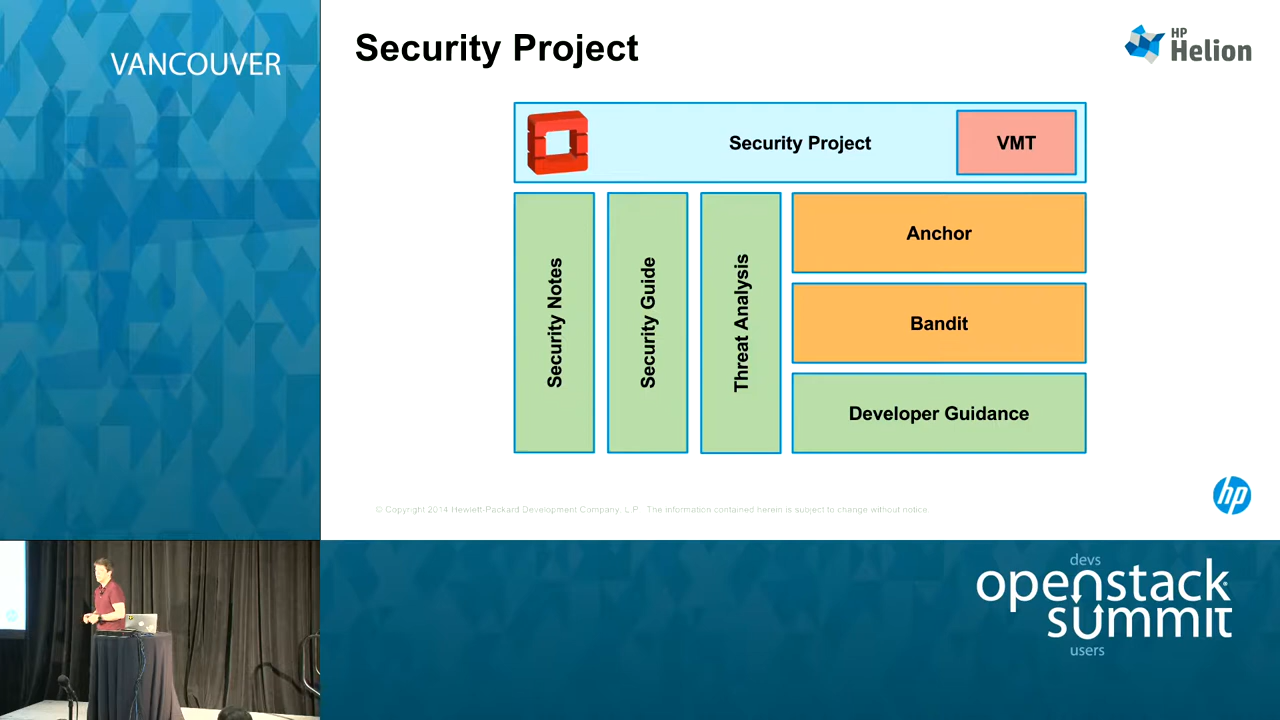 VANCOUVER
Security Project
HP
Helion
Security Project
VMT
Security Notes
Security Guide
Threat Analysis
Anchor
Bandit
Developer Guidance
© Copyright 2014 Hewlett-Packard Development Company, L.P. The information contained herein is subject to change without notice.
hp
devs
openstack
summit
users